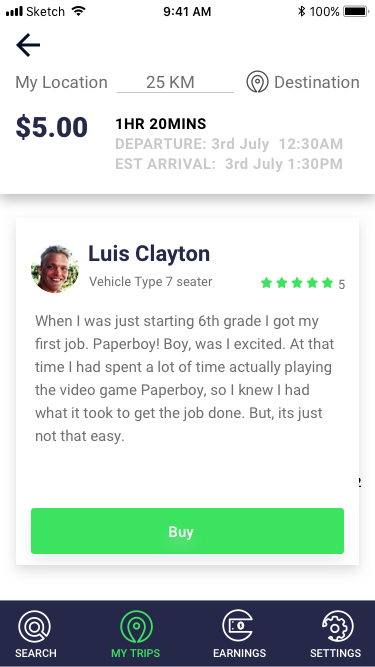 Sketch 9:41 AM 100%
My Location 25 KM Destination
$5.00 1HR 20MINS
DEPARTURE: 3rd July 12:30AM
EST ARRIVAL: 3rd July 1:30PM
Luis Clayton
Vehicle Type 7 seater 5
When I was just starting 6th grade I got my
first job. Paperboy! Boy, was I excited. At that
time I had spent a lot of time actually playing
the video game Paperboy, so I knew I had
what it took to get the job done. But, its just
not that easy.
Buy
SEARCH MY TRIPS EARNINGS SETTINGS